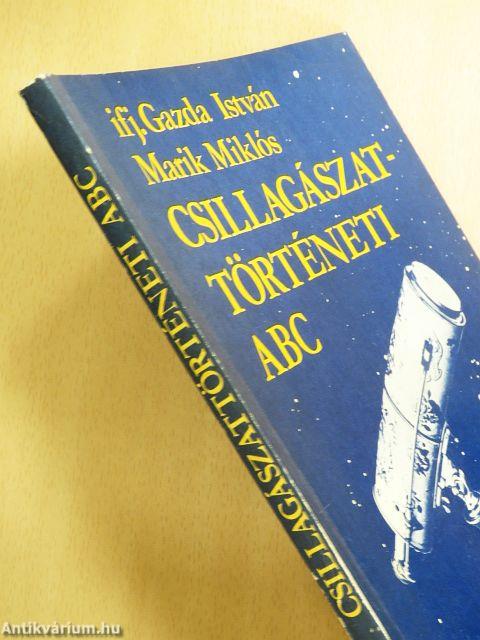 ifj. Gazda István
Marik Miklós
CSILLAGÁSZAT-
TÖRTÉNETI
ABC
CSILLAGÁSZATTÖRTÉNETI ABC
Antikvárium.hu